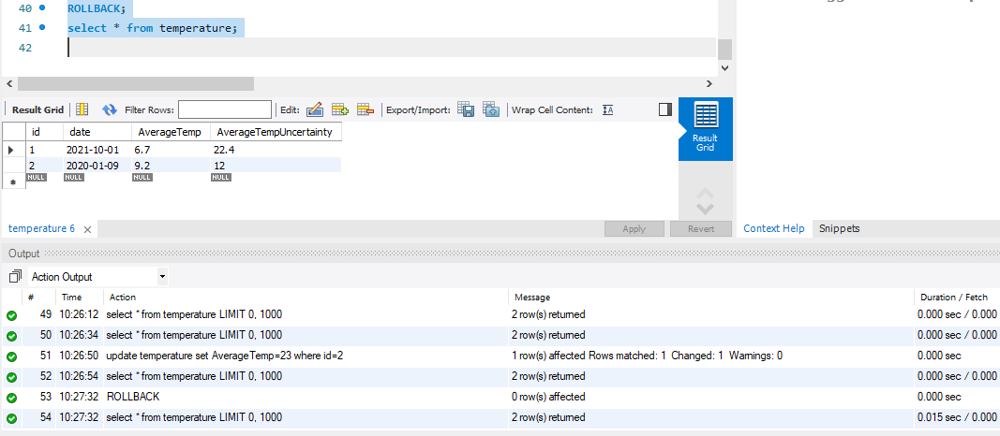 40 ROLLBACK;
41 select * from temperature;
42
Result Grid Filter Rows: Edit: Export/Import: Wrap Cell Content: IA
Result Grid
id date AverageTemp AverageTempUncertainty
1 2021-10-01 6.7 22.4
2 2020-01-09 9.2 12
NULL NULL NULL NULL
temperature 6 Apply Revert Context Help Snippets
Output
Action Output
# Time Action Message Duration / Fetch
49 10:26:12 select * from temperature LIMIT 0, 1000 2 row(s) returned 0.000 sec / 0.000
50 10:26:34 select * from temperature LIMIT 0, 1000 2 row(s) returned 0.000 sec / 0.000
51 10:26:50 update temperature set AverageTemp=23 where id=2 1 row(s) affected Rows matched: 1 Changed: 1 Warnings: 0 0.000 sec
52 10:26:54 select * from temperature LIMIT 0, 1000 2 row(s) returned 0.000 sec / 0.000
53 10:27:32 ROLLBACK 0 row(s) affected 0.000 sec
54 10:27:32 select * from temperature LIMIT 0, 1000 2 row(s) returned 0.015 sec / 0.000